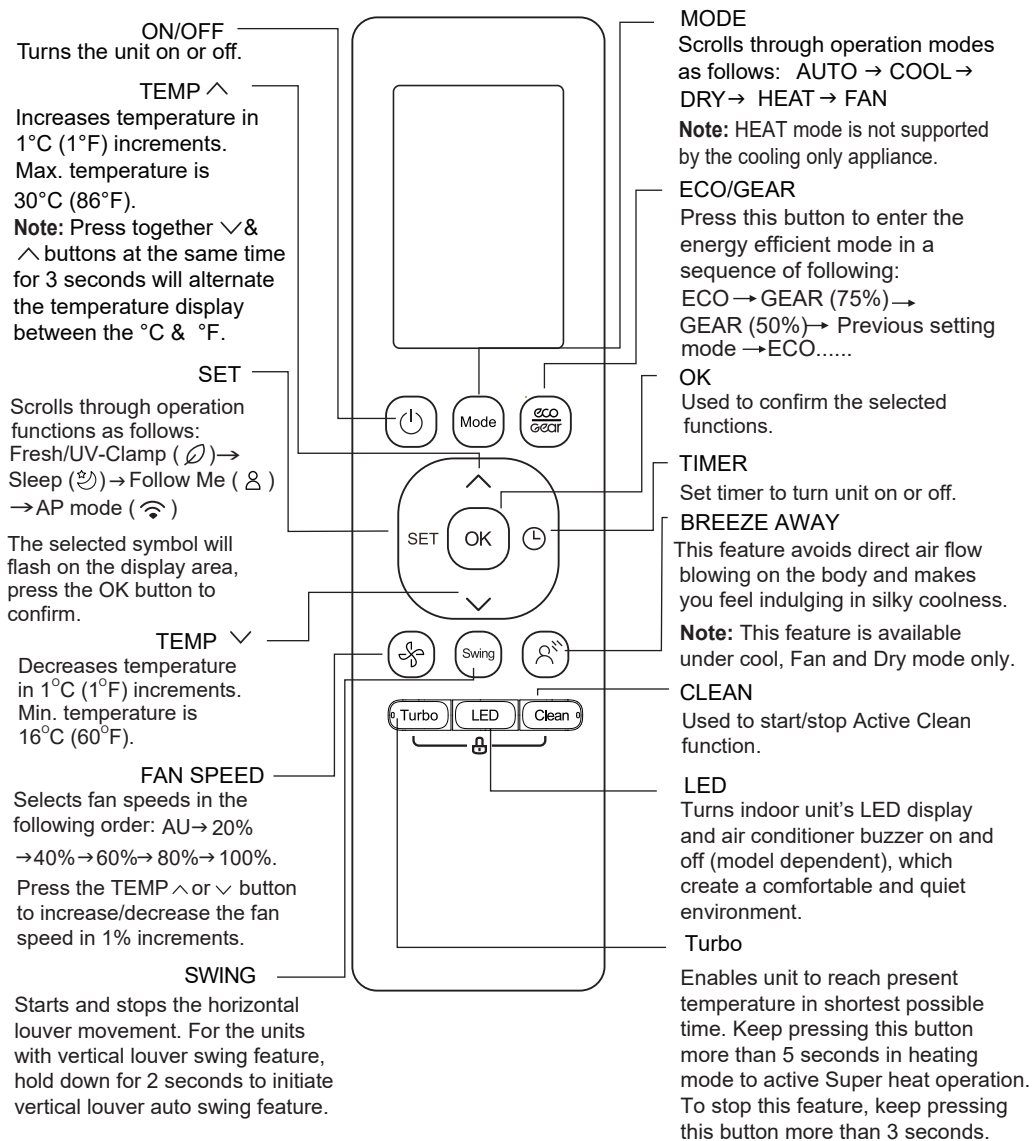 ON/OFF
Turns the unit on or off.
TEMP ∧
Increases temperature in
1°C (1°F) increments.
Max. temperature is
30°C (86°F).
Note: Press together ∨&
∧ buttons at the same time
for 3 seconds will alternate
the temperature display
between the °C & °F.
SET
Scrolls through operation
functions as follows:
Fresh/UV-Clamp ( )→
Sleep ( )→Follow Me ( )
→AP mode ( )
The selected symbol will
flash on the display area,
press the OK button to
confirm.
TEMP ∨
Decreases temperature
in 1°C (1°F) increments.
Min. temperature is
16°C (60°F).
FAN SPEED
Selects fan speeds in the
following order: AU→ 20%
→40%→60%→ 80%→100%.
Press the TEMP ∧ or ∨ button
to increase/decrease the fan
speed in 1% increments.
SWING
Starts and stops the horizontal
louver movement. For the units
with vertical louver swing feature,
hold down for 2 seconds to initiate
vertical louver auto swing feature.
Mode
eco
Gear
SET
OK
Swing
Turbo
LED
Clean
MODE
Scrolls through operation modes
as follows: AUTO → COOL→
DRY→ HEAT→ FAN
Note: HEAT mode is not supported
by the cooling only appliance.
ECO/GEAR
Press this button to enter the
energy efficient mode in a
sequence of following:
ECO→GEAR (75%)→
GEAR (50%)→ Previous setting
mode →ECO......
OK
Used to confirm the selected
functions.
TIMER
Set timer to turn unit on or off.
BREEZE AWAY
This feature avoids direct air flow
blowing on the body and makes
you feel indulging in silky coolness.
Note: This feature is available
under cool, Fan and Dry mode only.
CLEAN
Used to start/stop Active Clean
function.
LED
Turns indoor unit's LED display
and air conditioner buzzer on and
off (model dependent), which
create a comfortable and quiet
environment.
Turbo
Enables unit to reach present
temperature in shortest possible
time. Keep pressing this button
more than 5 seconds in heating
mode to active Super heat operation.
To stop this feature, keep pressing
this button more than 3 seconds.